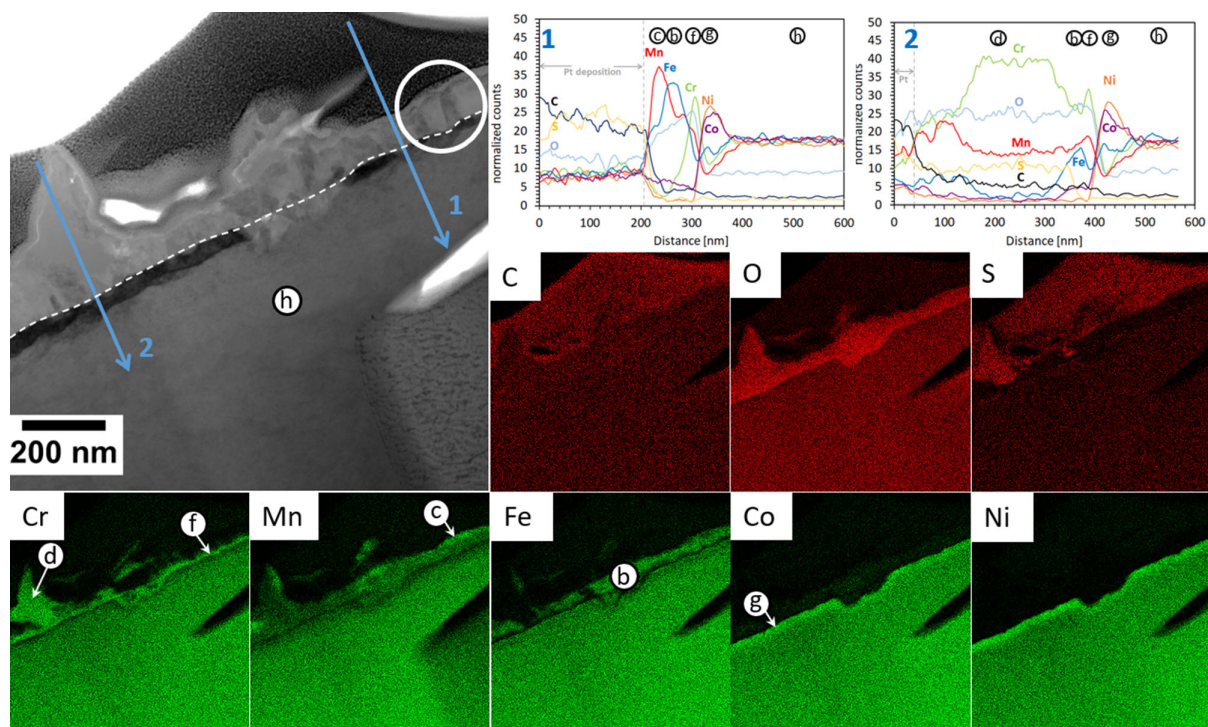 1
2
h
200 nm
1
c b f g h
Mn
Fe
Cr
Ni
Co
C
S
O
Pt deposition
normalized counts
50
45
40
35
30
25
20
15
10
5
0
0 100 200 300 400 500 600
Distance [nm]
2
d b f g h
Cr
O
Mn
S
C
Fe
Ni
Co
Pt
normalized counts
50
45
40
35
30
25
20
15
10
5
0
0 100 200 300 400 500 600
Distance [nm]
C
O
S
Cr
d
f
Mn
c
Fe
b
Co
g
Ni